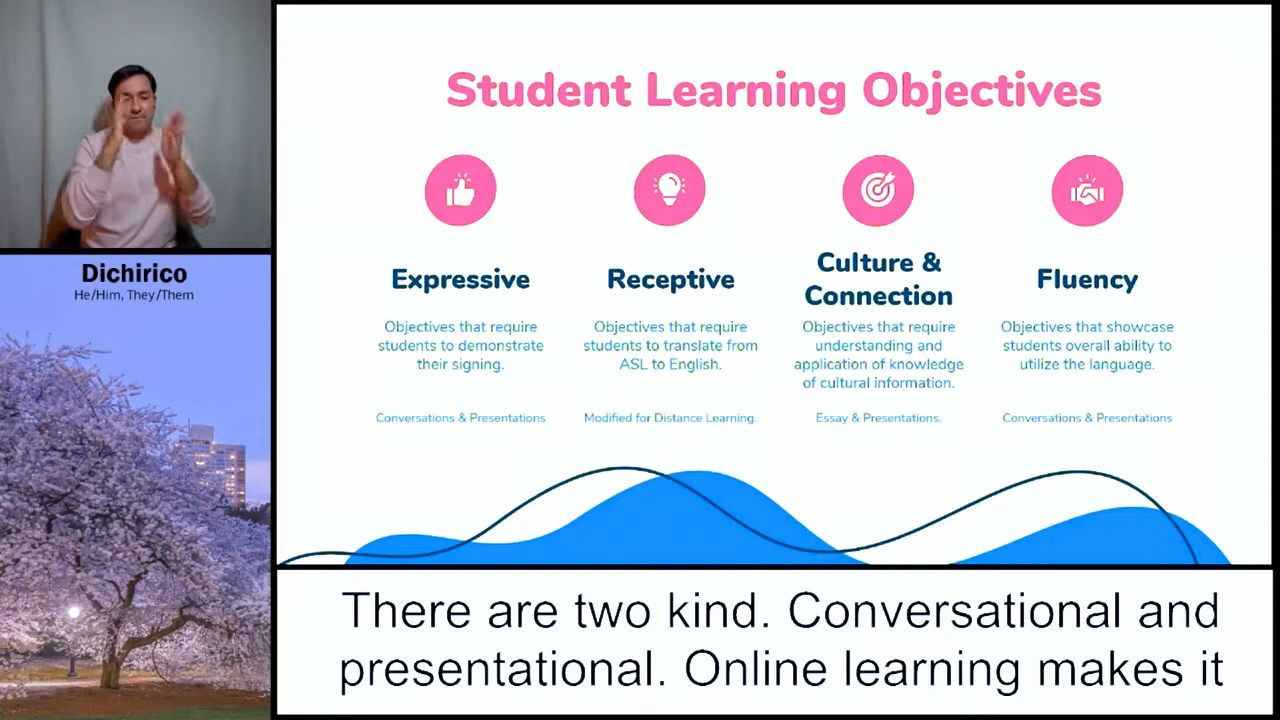 Student Learning Objectives
Expressive
Objectives that require
students to demonstrate
their signing.
Conversations & Presentations
Receptive
Objectives that require
students to translate from
ASL to English.
Modified for Distance Learning.
Culture &
Connection
Objectives that require
understanding and
application of knowledge
of cultural information.
Essay & Presentations.
Fluency
Objectives that showcase
students overall ability to
utilize the language.
Conversations & Presentations
Dichirico
He/Him, They/Them
There are two kind. Conversational and
presentational. Online learning makes it